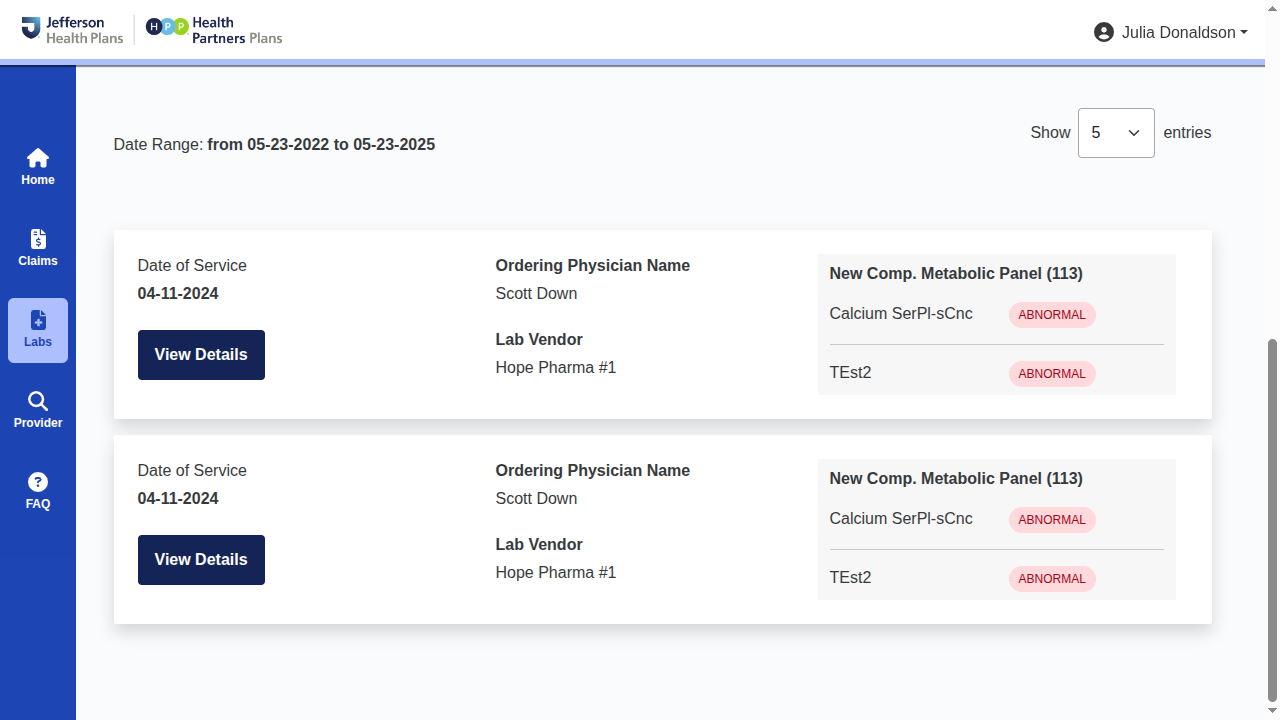 Jefferson
Health Plans
HPP
Health
Partners Plans
Julia Donaldson
Home
Claims
Labs
Provider
FAQ
Date Range: from 05-23-2022 to 05-23-2025
Show 5 entries
Date of Service
04-11-2024
View Details
Ordering Physician Name
Scott Down
Lab Vendor
Hope Pharma #1
New Comp. Metabolic Panel (113)
Calcium SerPl-sCnc ABNORMAL
TEst2 ABNORMAL
Date of Service
04-11-2024
View Details
Ordering Physician Name
Scott Down
Lab Vendor
Hope Pharma #1
New Comp. Metabolic Panel (113)
Calcium SerPl-sCnc ABNORMAL
TEst2 ABNORMAL